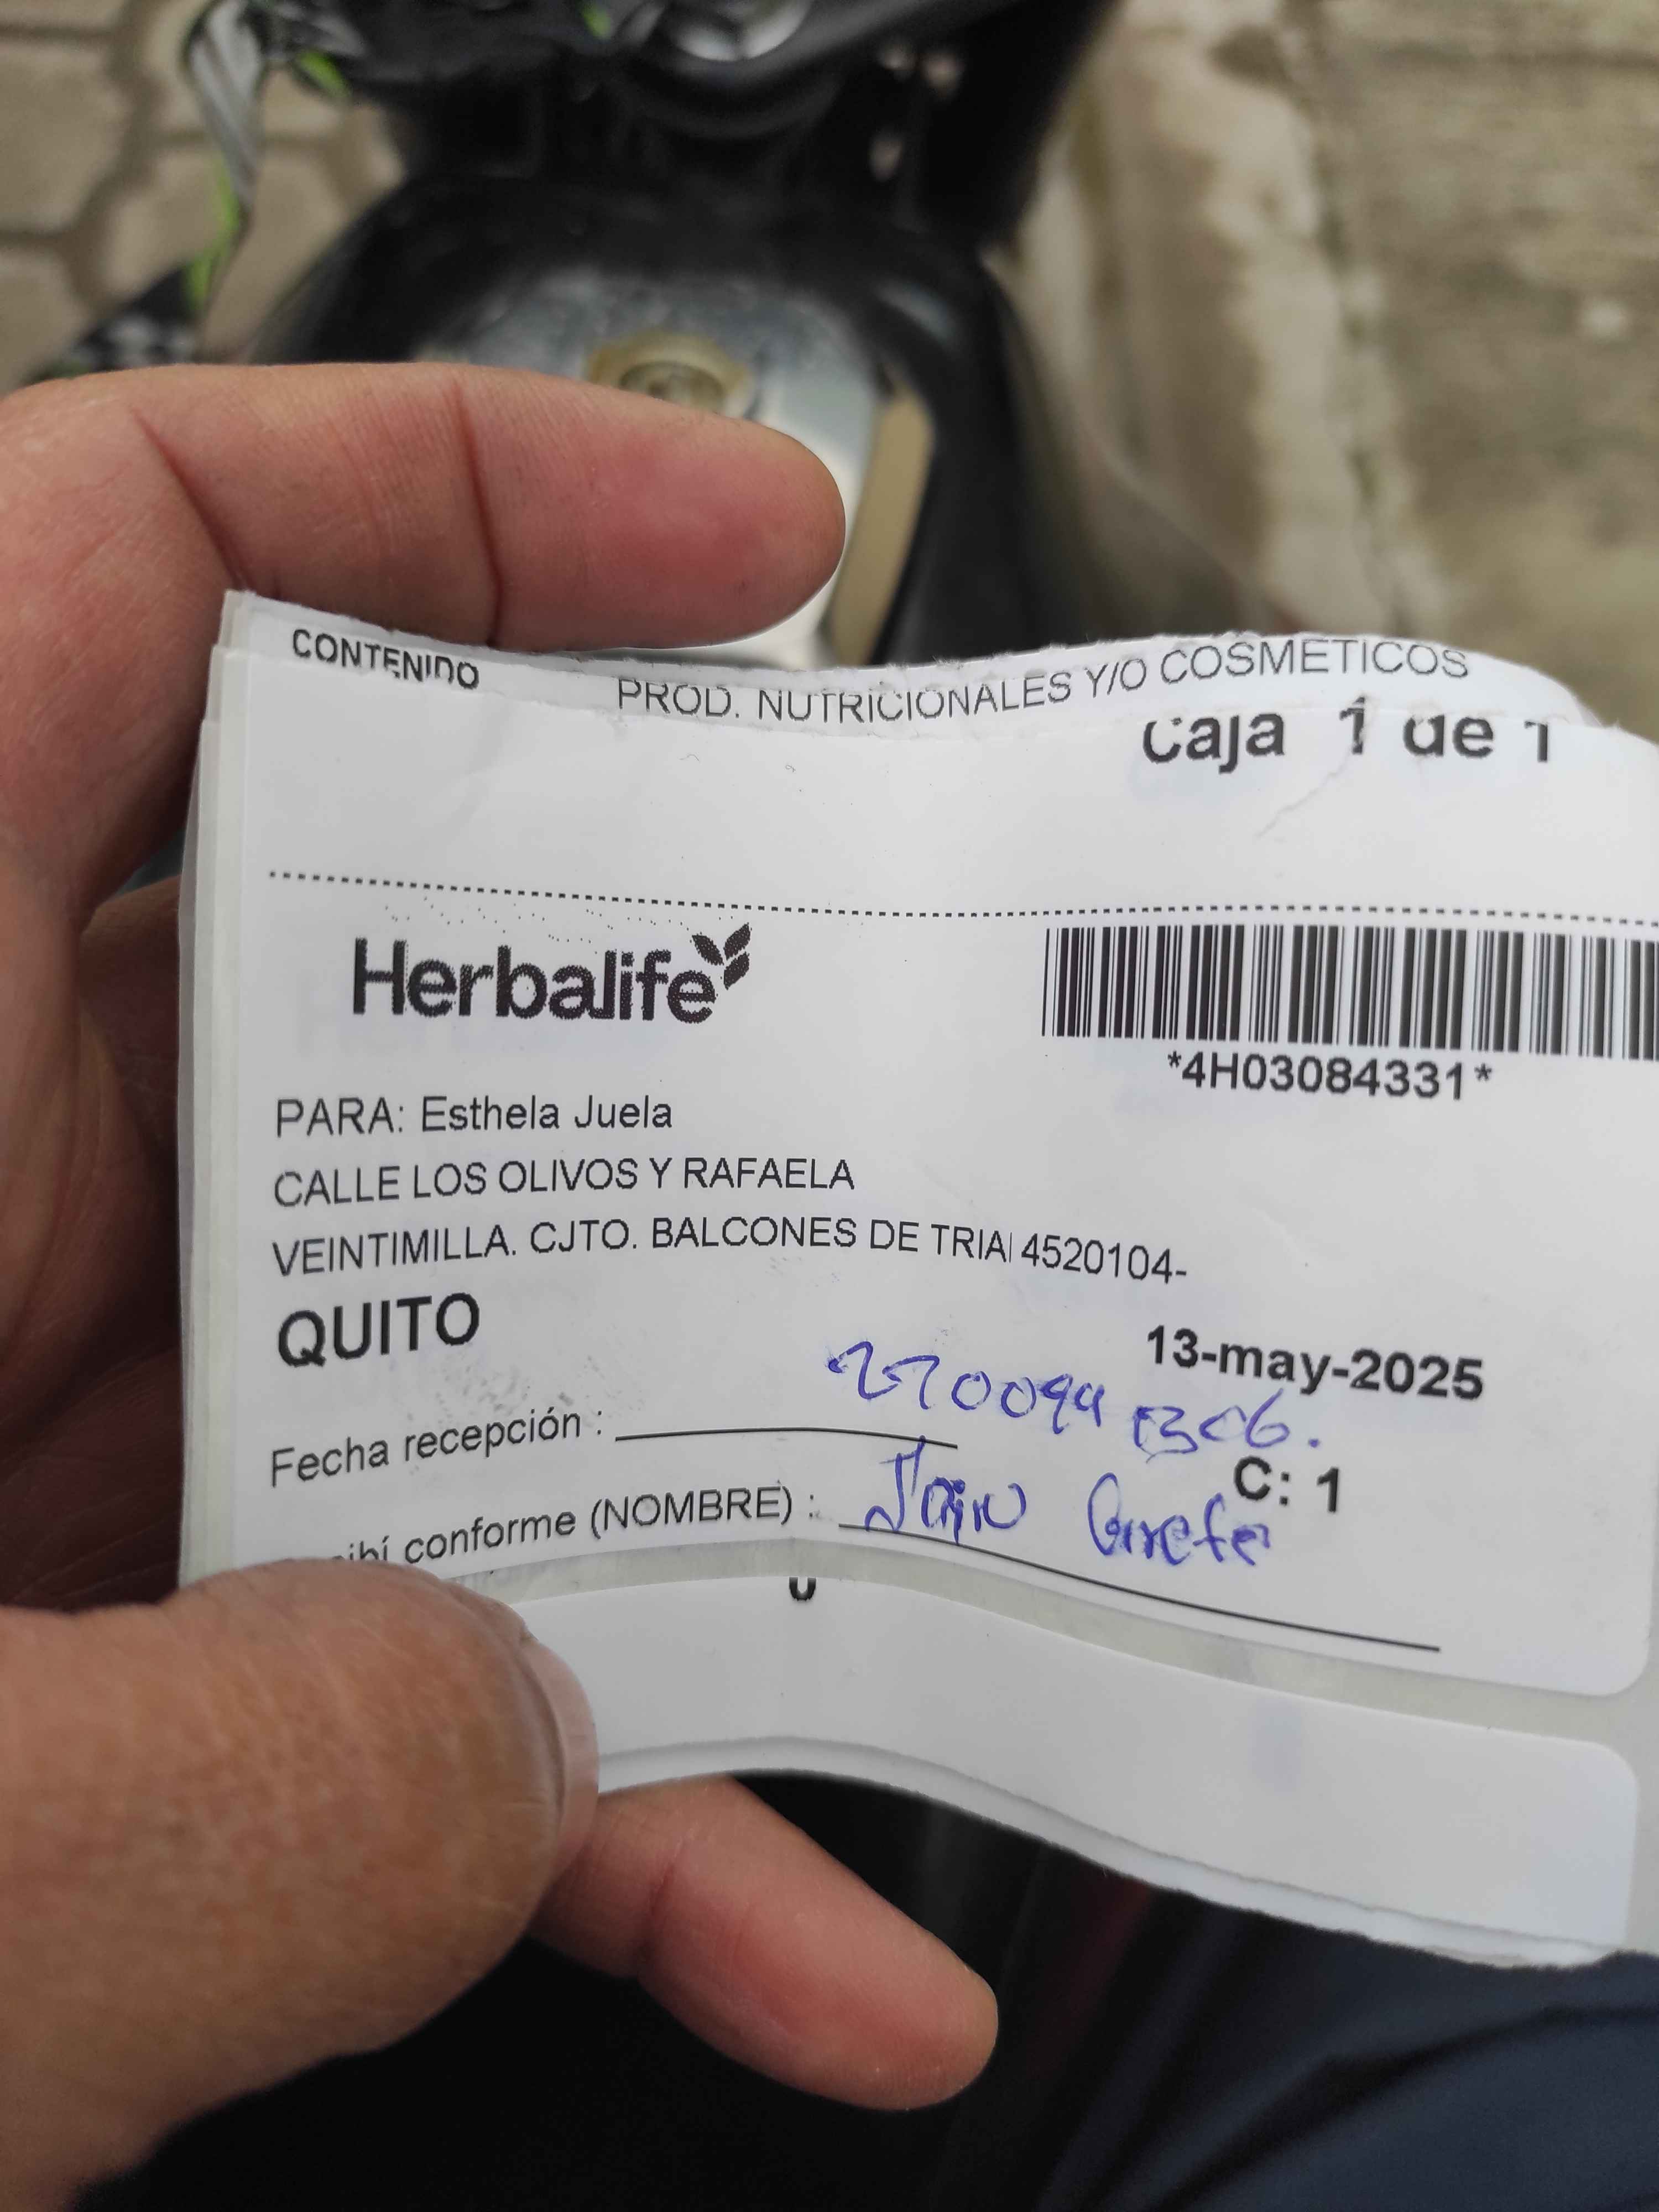 CONTENIDO PROD. NUTRICIONALES Y/O COSMETICOS
Caja 1 de 1
Herbalife
*4H03084331*
PARA: Esthela Juela
CALLE LOS OLIVOS Y RAFAELA
VEINTIMILLA. CJTO. BALCONES DE TRIA 4520104-
QUITO
13-may-2025
Fecha recepción :
C: 1
conforme (NOMBRE) :